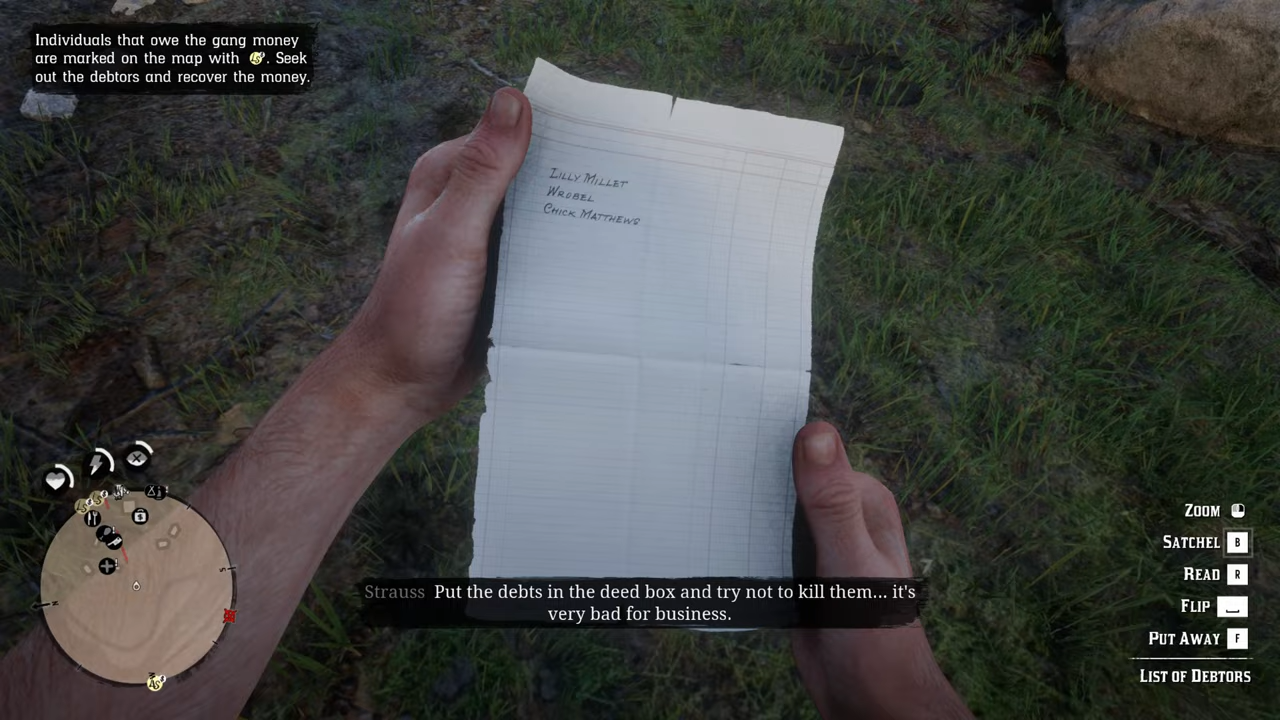 Individuals that owe the gang money
are marked on the map with LS. Seek
out the debtors and recover the money.
LILLY MILLET
WROBEL
CHICK MATTHEWS
Strauss Put the debts in the deed box and try not to kill them... it's
very bad for business.
ZOOM
SATCHEL B
READ R
FLIP
PUT AWAY F
LIST OF DEBTORS